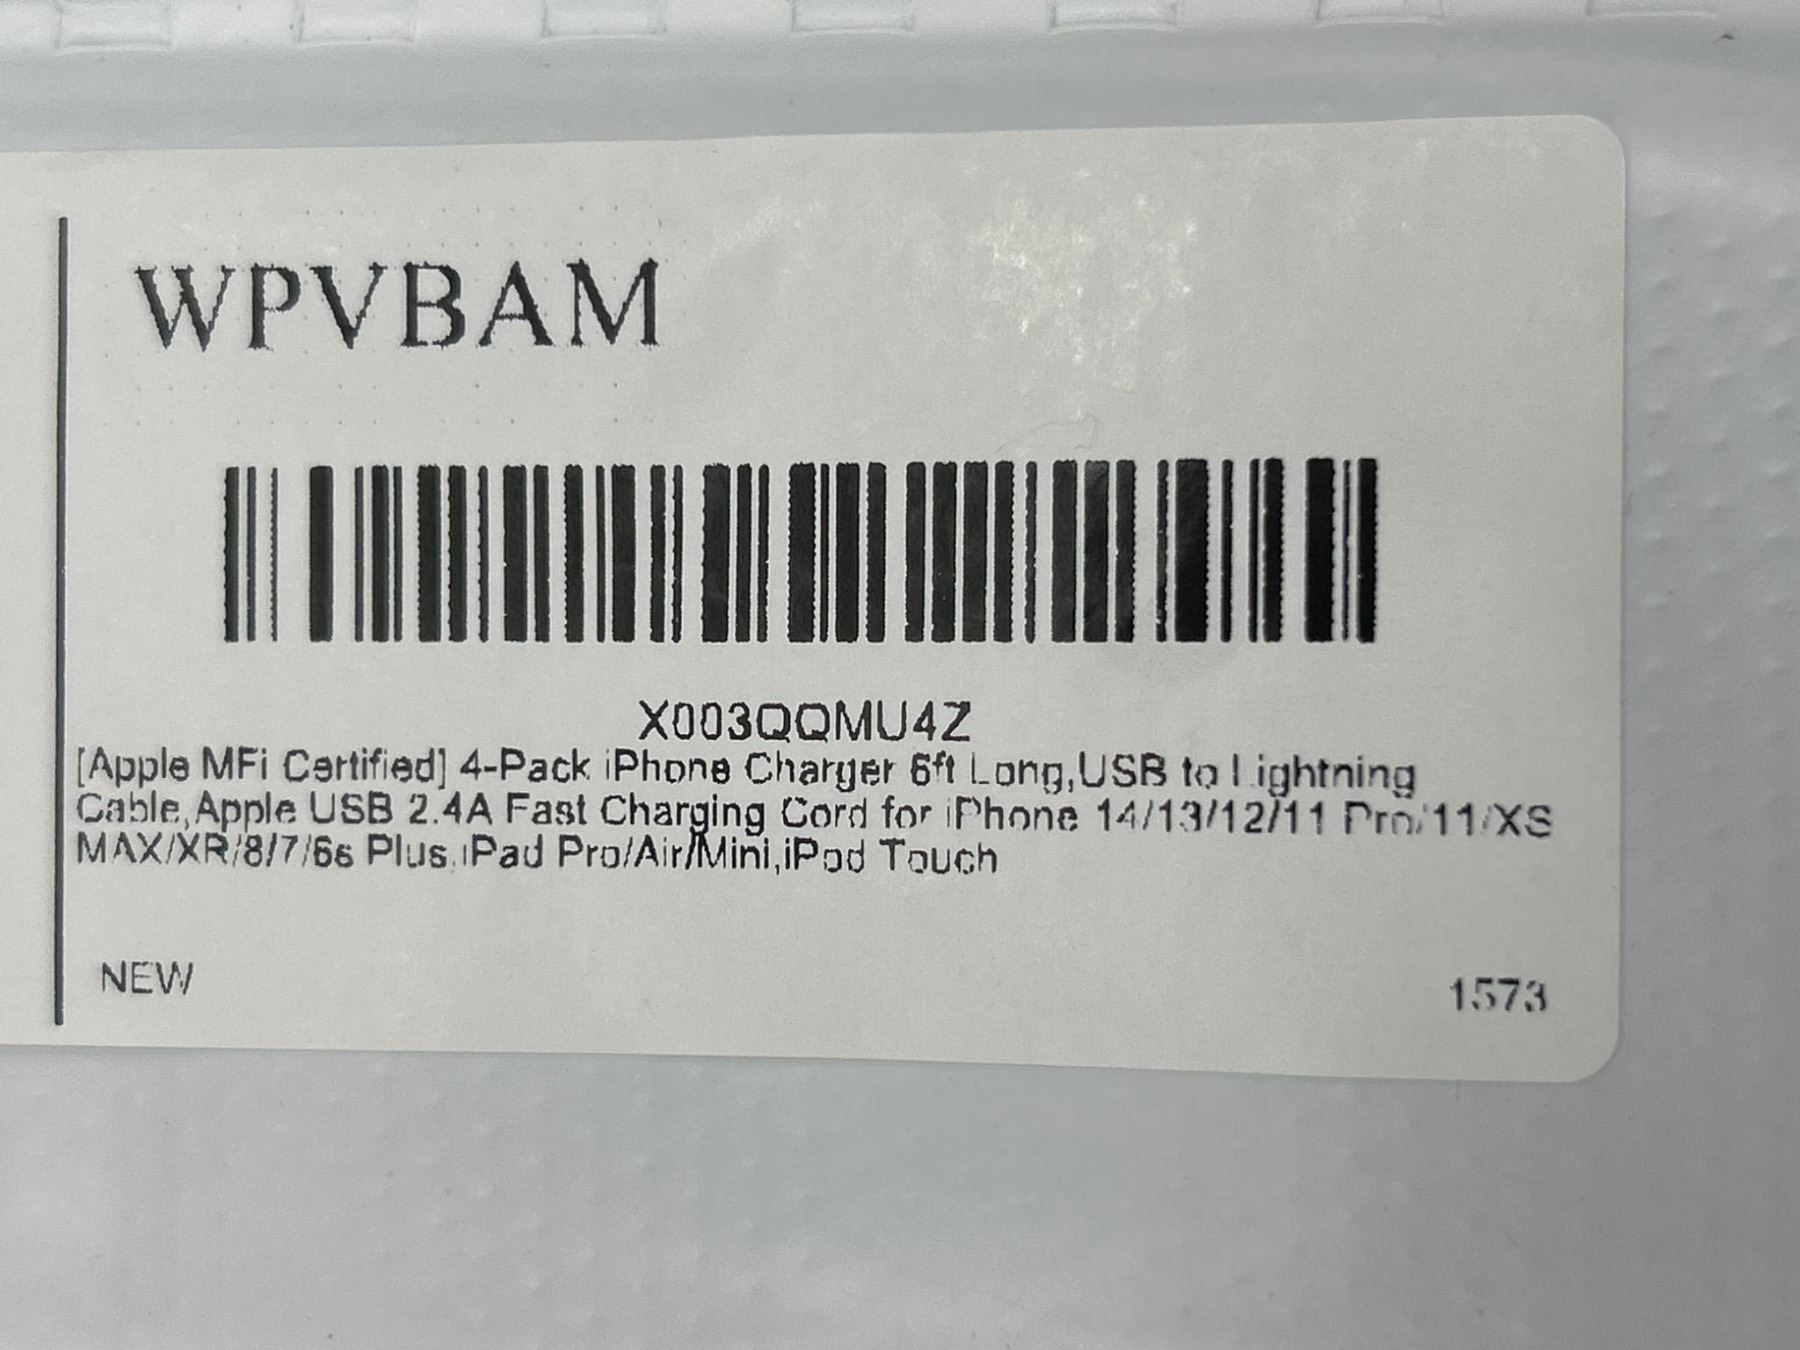 WPVBAM
X003QQMU4Z
[Apple MFi Certified] 4-Pack iPhone Charger 6ft Long,USB to Lightning
Cable,Apple USB 2.4A Fast Charging Cord for iPhone 14/13/12/11 Pro/11/XS
MAX/XR/8/7/6s Plus,iPad Pro/Air/Mini,iPod Touch
NEW
1573